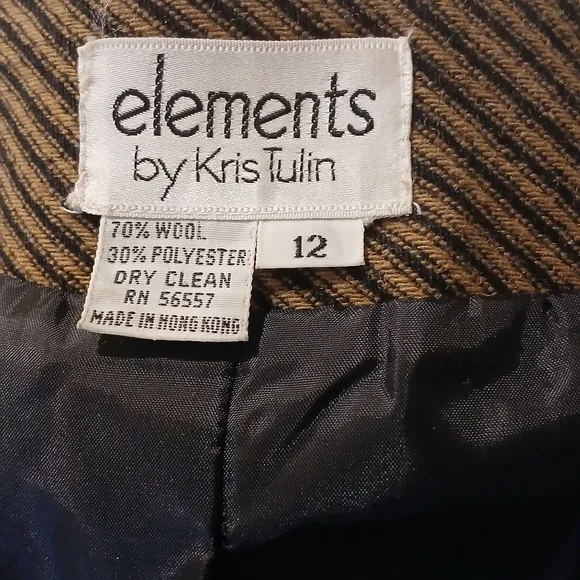 elements
by Kris Tulin
70% WOOL
30% POLYESTER
DRY CLEAN
RN 56557
MADE IN HONG KONG
12